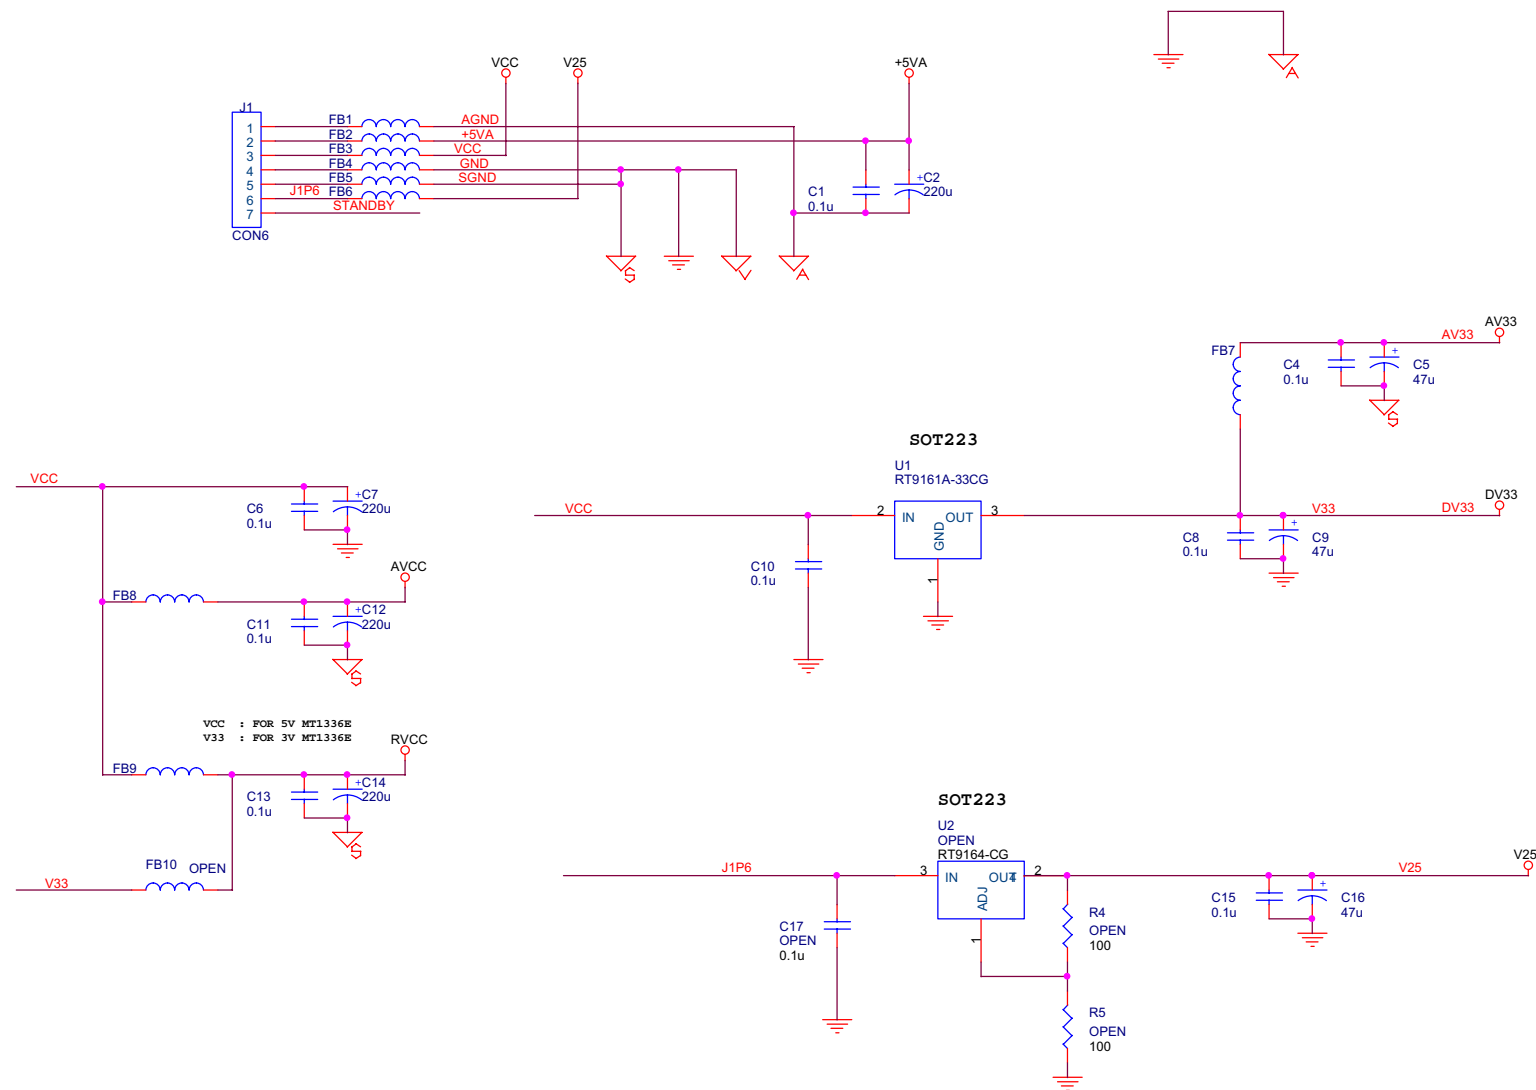 VCC
V25
+5VA
A
J1
1
FB1
AGND
2
FB2
+5VA
3
FB3
VCC
4
FB4
GND
5
FB5
SGND
6
J1P6
FB6
7
STANDBY
CON6
C1
0.1u
+C2
220u
S
V
A
AV33
AV33
FB7
C4
0.1u
+
C5
47u
S
SOT223
U1
RT9161A-33CG
VCC
2
IN
OUT
GND
3
1
V33
DV33
DV33
C10
0.1u
C8
0.1u
+
C9
47u
VCC
C6
0.1u
+C7
220u
AVCC
FB8
C11
0.1u
+C12
220u
S
VCC : FOR 5V MT1336E
V33 : FOR 3V MT1336E
RVCC
FB9
C13
0.1u
+C14
220u
S
FB10 OPEN
V33
SOT223
U2
OPEN
RT9164-CG
J1P6
3
IN
OUT
4
ADJ
2
1
V25
V25
C17
OPEN
0.1u
R4
OPEN
100
R5
OPEN
100
C15
0.1u
+
C16
47u